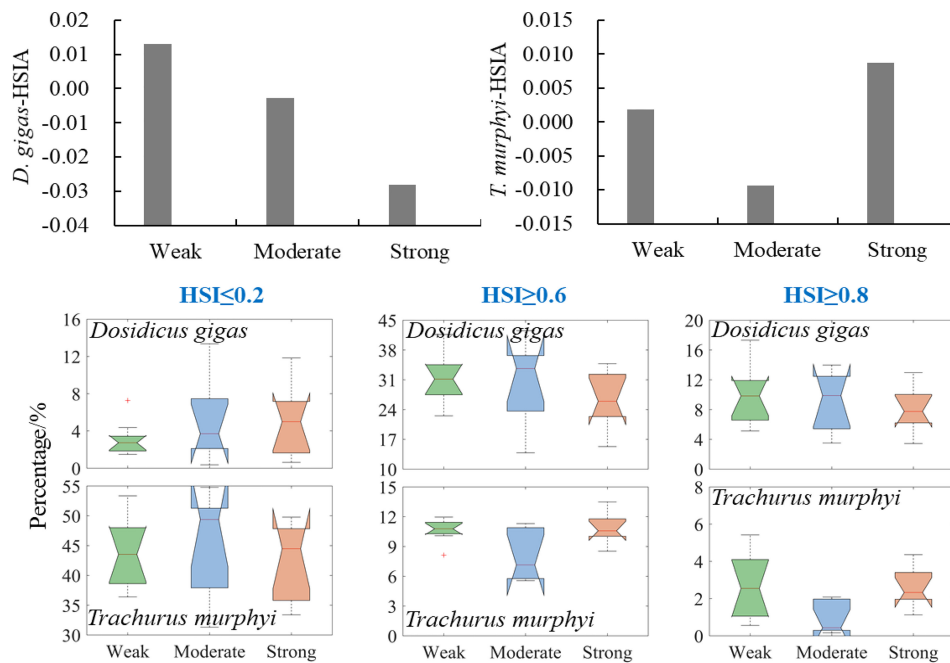 0.02
0.01
0.00
-0.01
-0.02
-0.03
-0.04
D. gigas-HSIA
Weak Moderate Strong
0.015
0.010
0.005
0.000
-0.005
-0.010
-0.015
T. murphyi-HSIA
Weak Moderate Strong
HSI≤0.2
HSI≥0.6
HSI≥0.8
Percentage/%
16
12
8
4
0
Dosidicus gigas
45
38
31
24
17
10
Dosidicus gigas
20
16
12
8
4
0
Dosidicus gigas
55
50
45
40
35
30
Trachurus murphyi
Weak Moderate Strong
15
12
9
6
3
0
Trachurus murphyi
Weak Moderate Strong
8
6
4
2
0
Trachurus murphyi
Weak Moderate Strong